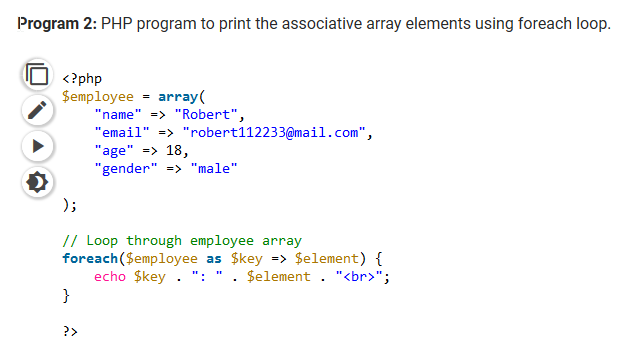 Program 2: PHP program to print the associative array elements using foreach loop.
<?php
$employee = array(
    "name" => "Robert",
    "email" => "robert112233@mail.com",
    "age" => 18,
    "gender" => "male"
);
// Loop through employee array
foreach($employee as $key => $element) {
    echo $key . ": " . $element . "<br>";
}
?>